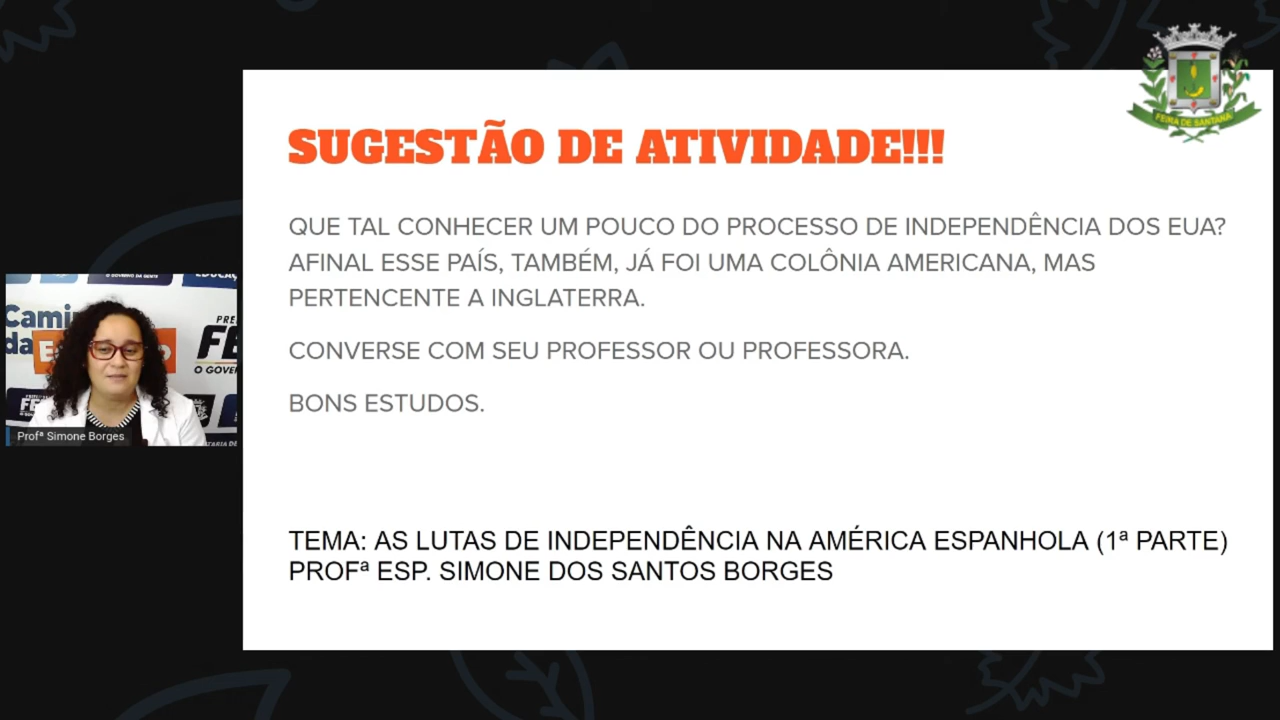 SUGESTÃO DE ATIVIDADE!!!
QUE TAL CONHECER UM POUCO DO PROCESSO DE INDEPENDÊNCIA DOS EUA?
AFINAL ESSE PAÍS, TAMBÉM, JÁ FOI UMA COLÔNIA AMERICANA, MAS
PERTENCENTE A INGLATERRA.
CONVERSE COM SEU PROFESSOR OU PROFESSORA.
BONS ESTUDOS.
TEMA: AS LUTAS DE INDEPENDÊNCIA NA AMÉRICA ESPANHOLA (1ª PARTE)
PROFª ESP. SIMONE DOS SANTOS BORGES
FEIRA DE SANTANA
Profª Simone Borges